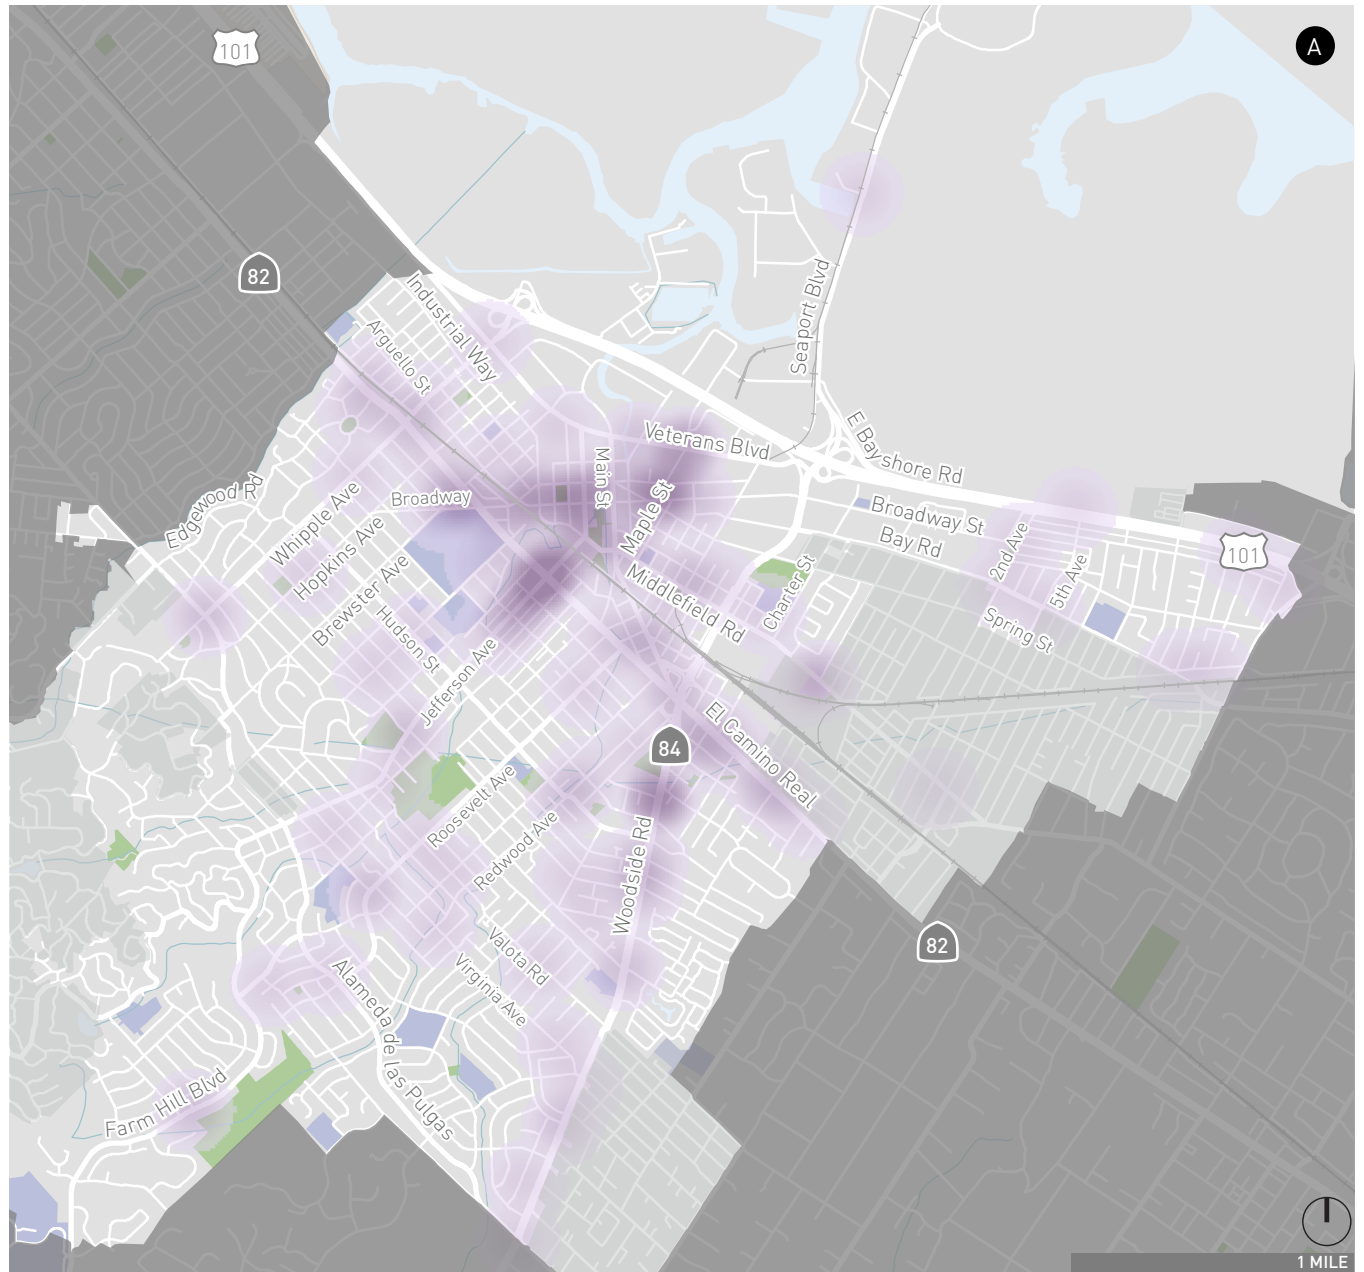 A
101
82
Industrial Way
Arguello St
Seaport Blvd
E Bayshore Rd
Veterans Blvd
Main St
Maple St
Broadway
Edgewood Rd
Whipple Ave
Hopkins Ave
Brewster Ave
Broadway St
Bay Rd
2nd Ave
5th Ave
101
Middlefield Rd
Charter St
Spring St
Hudson St
Jefferson Ave
El Camino Real
84
Roosevelt Ave
Redwood Ave
Woodside Rd
82
Valota Rd
Virginia Ave
Alameda de las Pulgas
Farm Hill Blvd
1 MILE